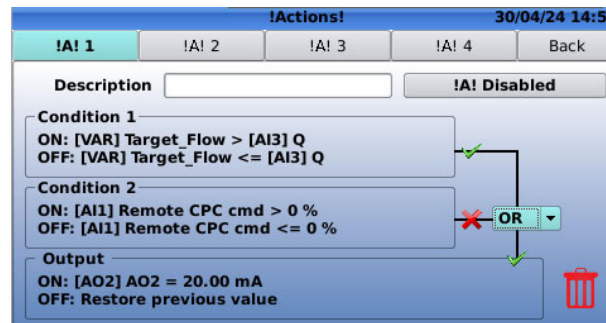 !Actions!
30/04/24 14:5
!A! 1
!A! 2
!A! 3
!A! 4
Back
Description
!A! Disabled
Condition 1
ON: [VAR] Target_Flow > [AI3] Q
OFF: [VAR] Target_Flow <= [AI3] Q
Condition 2
ON: [AI1] Remote CPC cmd > 0 %
OFF: [AI1] Remote CPC cmd <= 0 %
OR
Output
ON: [AO2] AO2 = 20.00 mA
OFF: Restore previous value